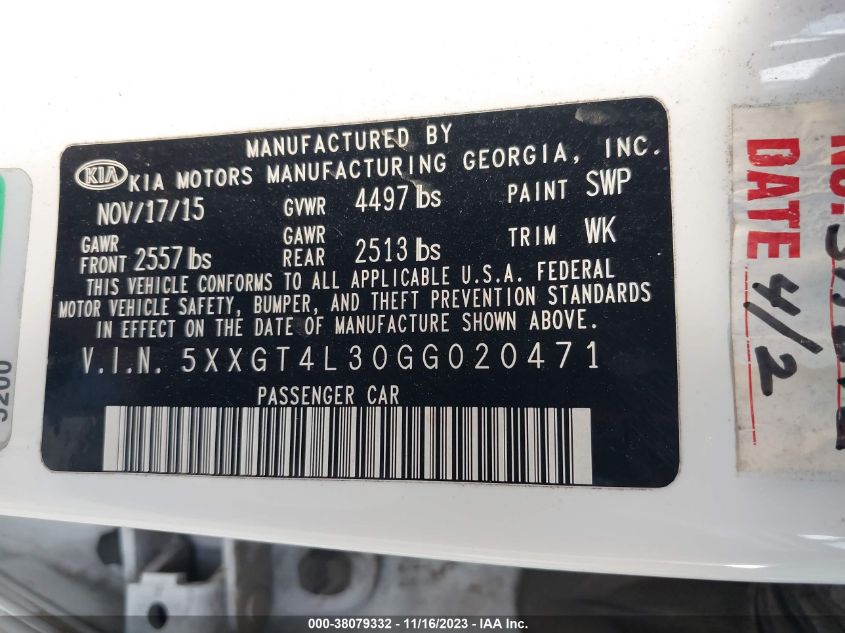 MANUFACTURED BY
KIA KIA MOTORS MANUFACTURING GEORGIA, INC.
NOV/17/15 GVWR 4497 lbs PAINT SWP
GAWR FRONT 2557 lbs GAWR REAR 2513 lbs TRIM WK
THIS VEHICLE CONFORMS TO ALL APPLICABLE U.S.A. FEDERAL
MOTOR VEHICLE SAFETY, BUMPER, AND THEFT PREVENTION STANDARDS
IN EFFECT ON THE DATE OF MANUFACTURE SHOWN ABOVE.
V.I.N. 5XXGT4L30GG020471
PASSENGER CAR
NO.
DATE 4/2
5200
000-38079332 - 11/16/2023 - IAA Inc.